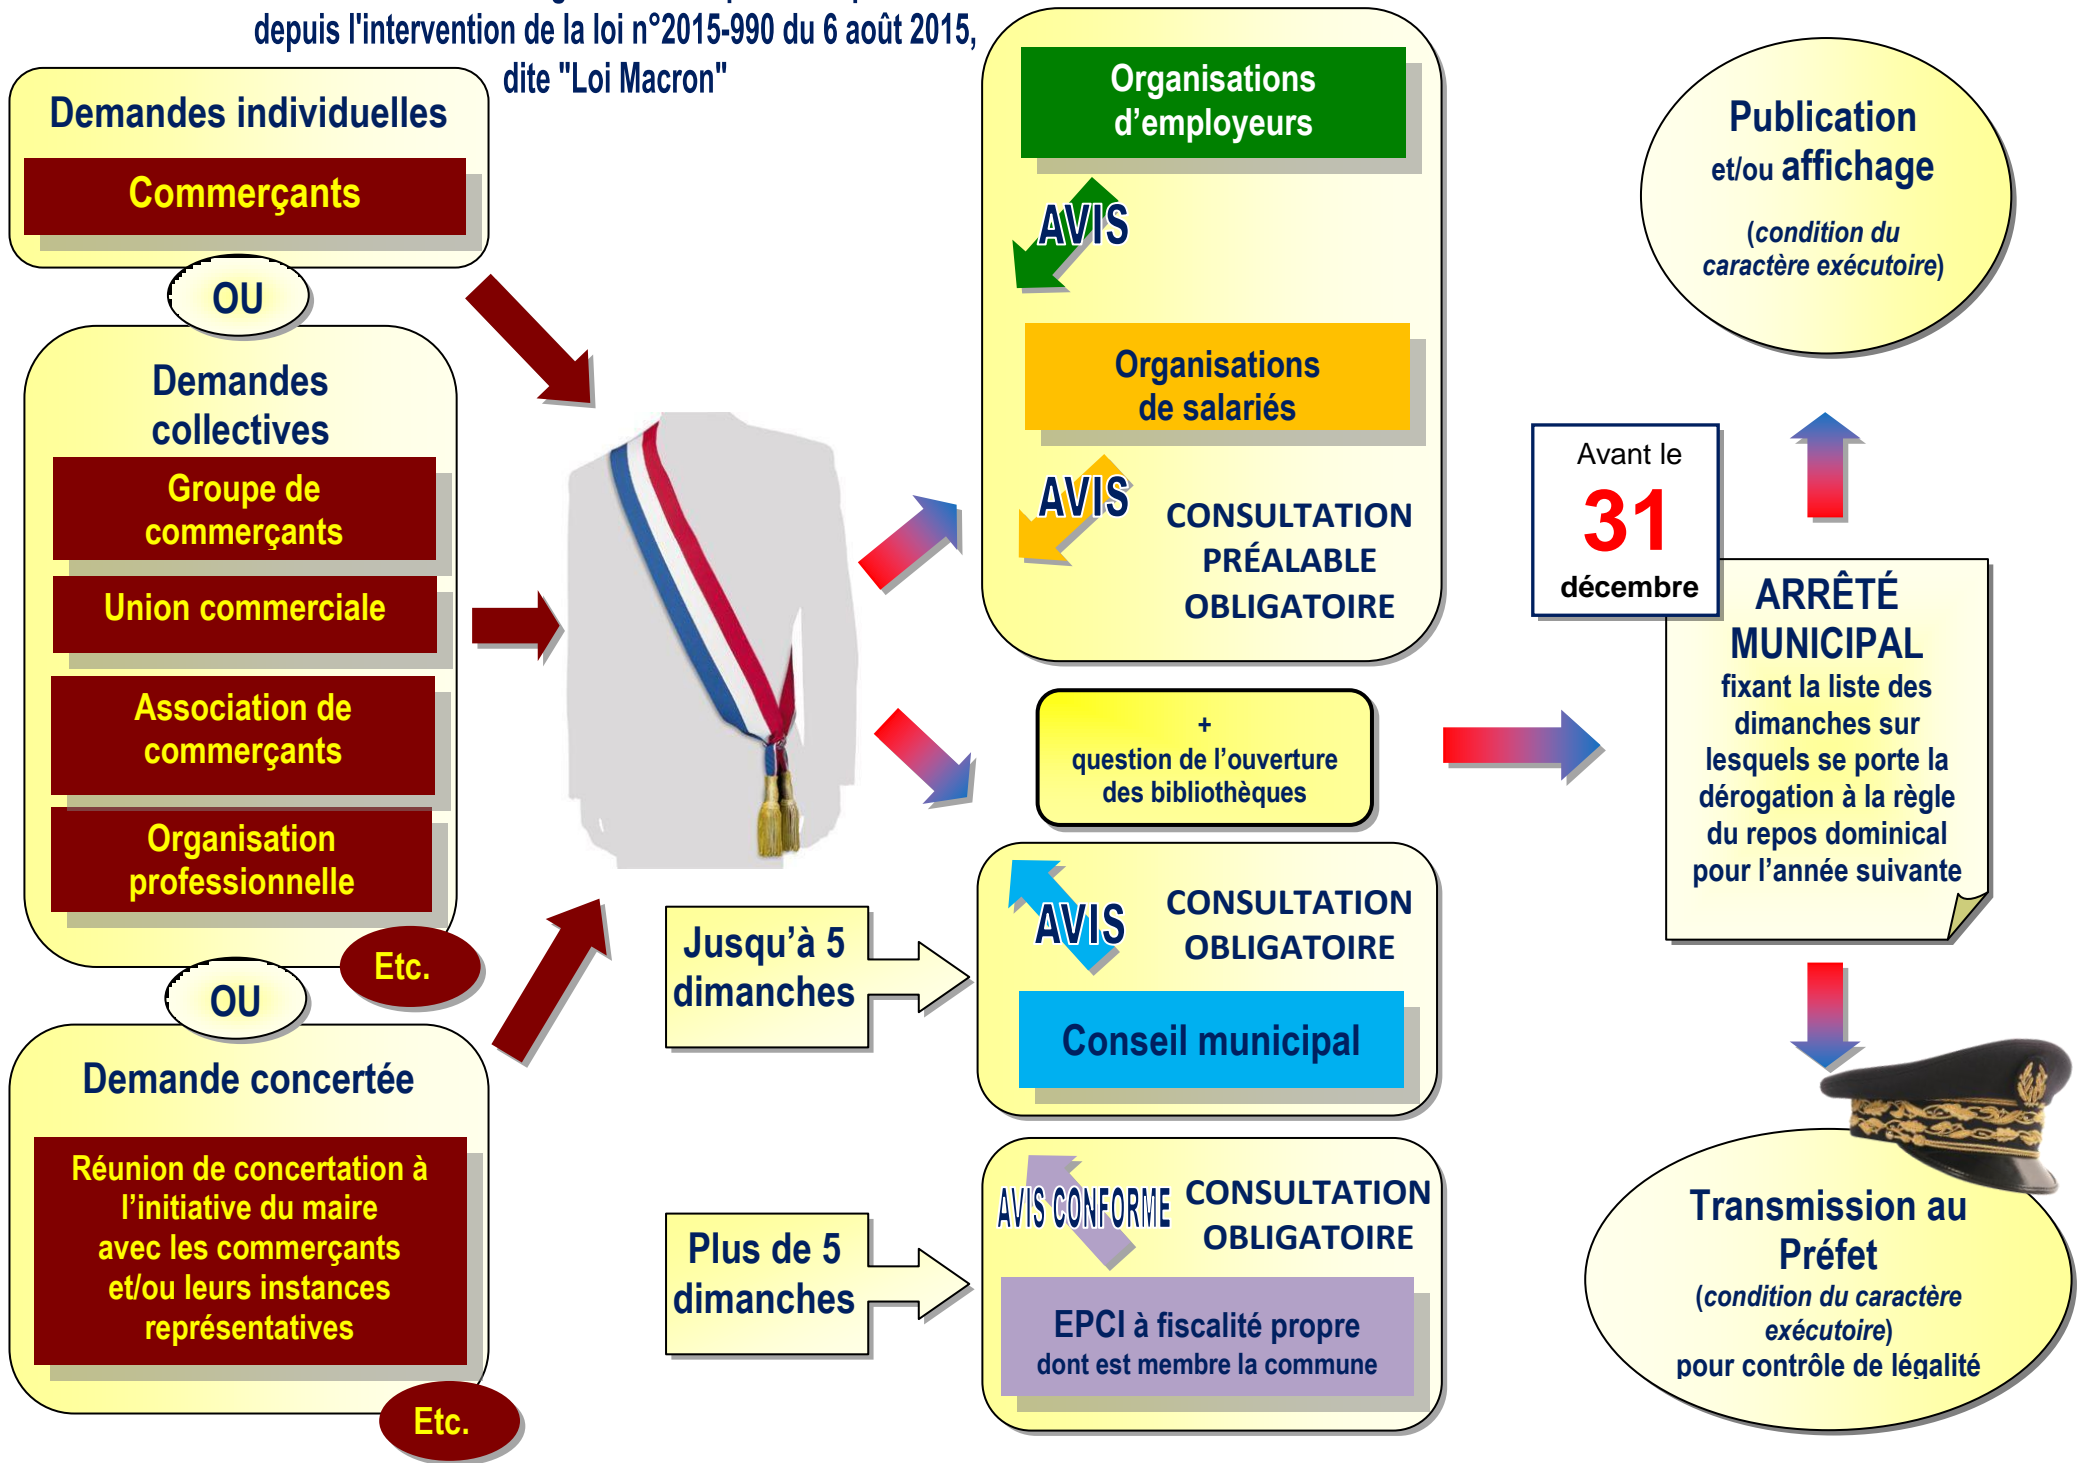 depuis l'intervention de la loi n°2015-990 du 6 août 2015,
dite "Loi Macron"
Demandes individuelles
Commerçants
OU
Demandes
collectives
Groupe de
commerçants
Union commerciale
Association de
commerçants
Organisation
professionnelle
Etc.
OU
Demande concertée
Réunion de concertation à
l'initiative du maire
avec les commerçants
et/ou leurs instances
représentatives
Etc.
Organisations
d'employeurs
AVIS
Organisations
de salariés
AVIS
CONSULTATION
PRÉALABLE
OBLIGATOIRE
+
question de l'ouverture
des bibliothèques
Jusqu'à 5
dimanches
AVIS
CONSULTATION
OBLIGATOIRE
Conseil municipal
Plus de 5
dimanches
AVIS CONFORME
CONSULTATION
OBLIGATOIRE
EPCI à fiscalité propre
dont est membre la commune
Publication
et/ou affichage
(condition du
caractère exécutoire)
Avant le
31
décembre
ARRÊTÉ
MUNICIPAL
fixant la liste des
dimanches sur
lesquels se porte la
dérogation à la règle
du repos dominical
pour l'année suivante
Transmission au
Préfet
(condition du caractère
exécutoire)
pour contrôle de légalité